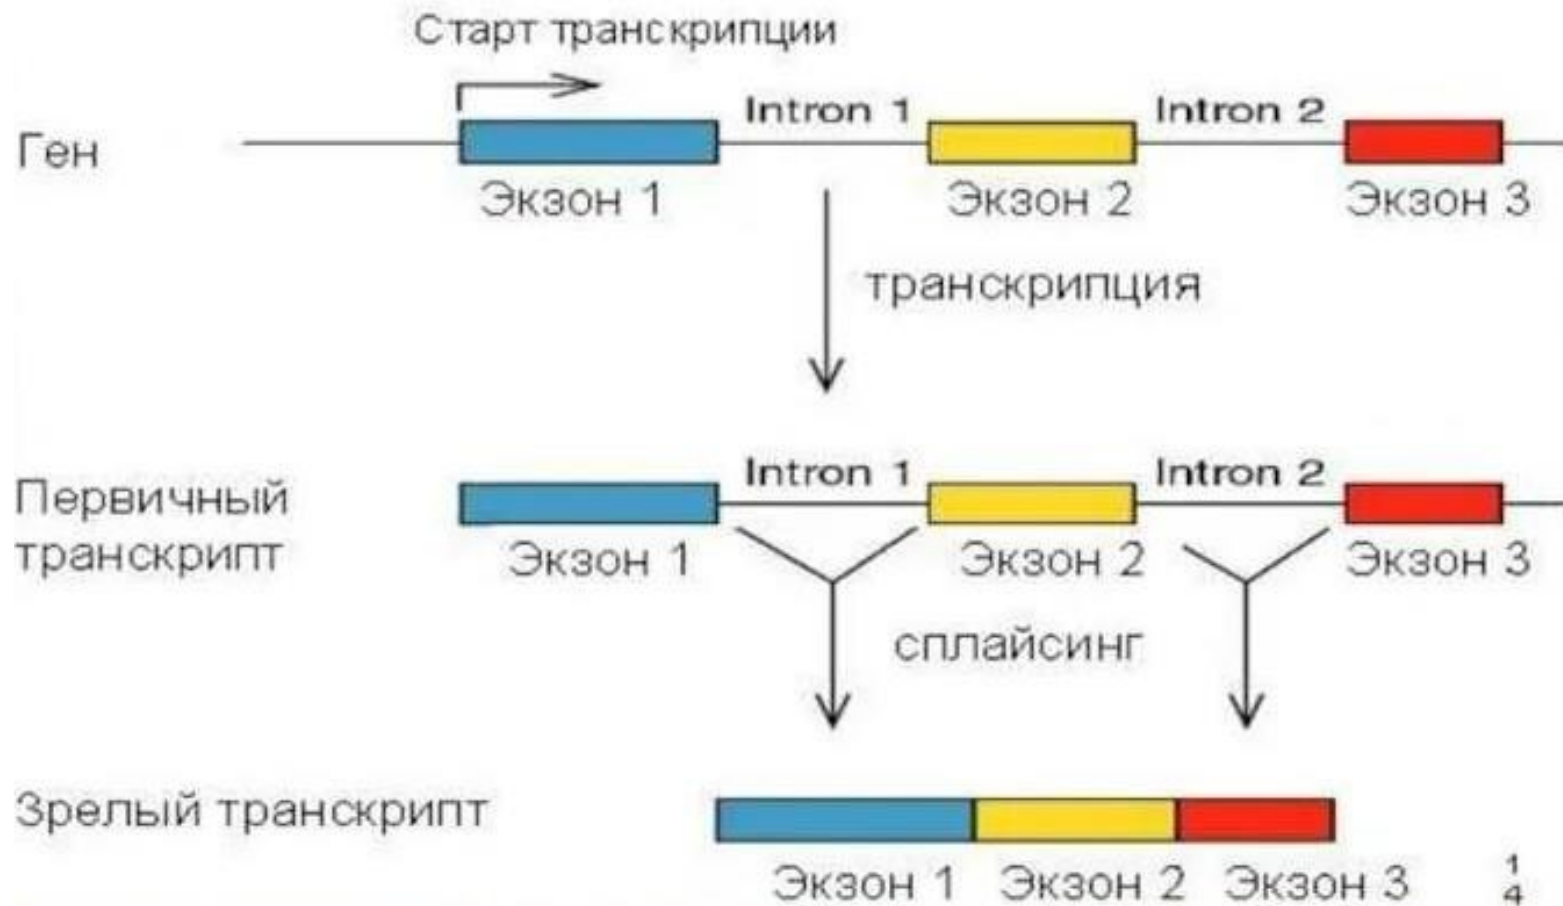 Старт транскрипции
Intron 1 Intron 2
Ген
Экзон 1 Экзон 2 Экзон 3
транскрипция
Intron 1 Intron 2
Первичный
транскрипт
Экзон 1 Экзон 2 Экзон 3
сплайсинг
Зрелый транскрипт
Экзон 1 Экзон 2 Экзон 3
1
4